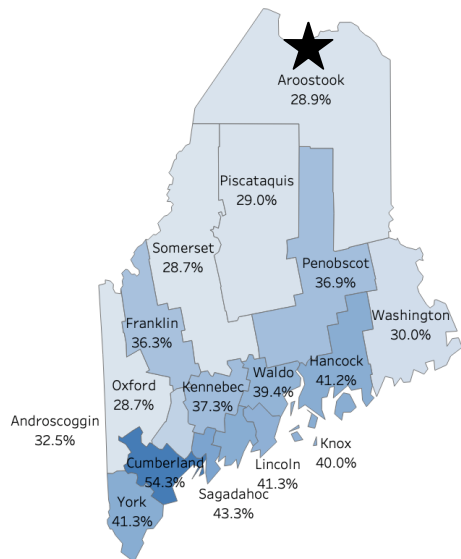 Aroostook
28.9%
Piscataquis
29.0%
Somerset
28.7%
Penobscot
36.9%
Washington
30.0%
Franklin
36.3%
Hancock
41.2%
Waldo
39.4%
Kennebec
37.3%
Oxford
28.7%
Androscoggin
32.5%
Knox
40.0%
Cumberland
54.3%
Lincoln
41.3%
Sagadahoc
43.3%
York
41.3%